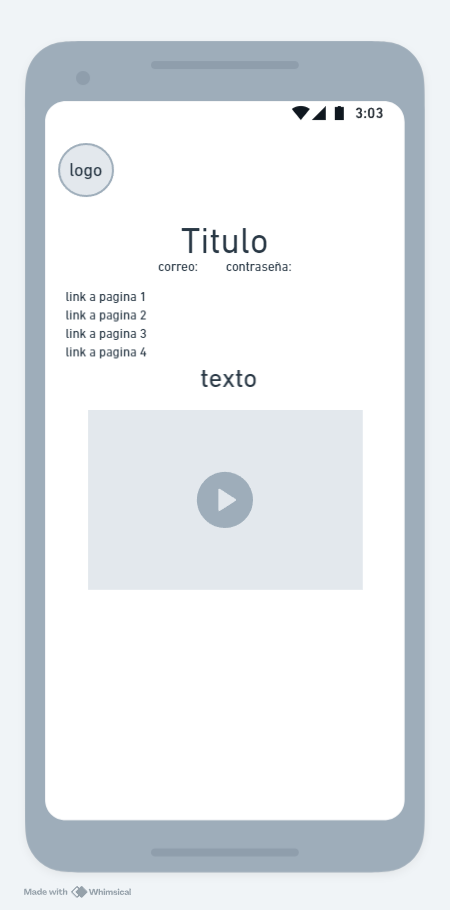 3:03
logo
Titulo
correo: contraseña:
link a pagina 1
link a pagina 2
link a pagina 3
link a pagina 4
texto
Made with Whimsical